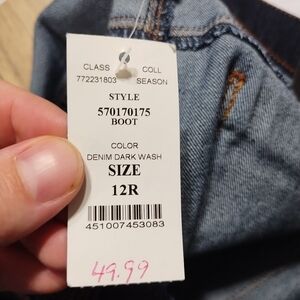 CLASS COLL
772231803 SEASON
STYLE
570170175
BOOT
COLOR
DENIM DARK WASH
SIZE
12R
451007453083
49.99